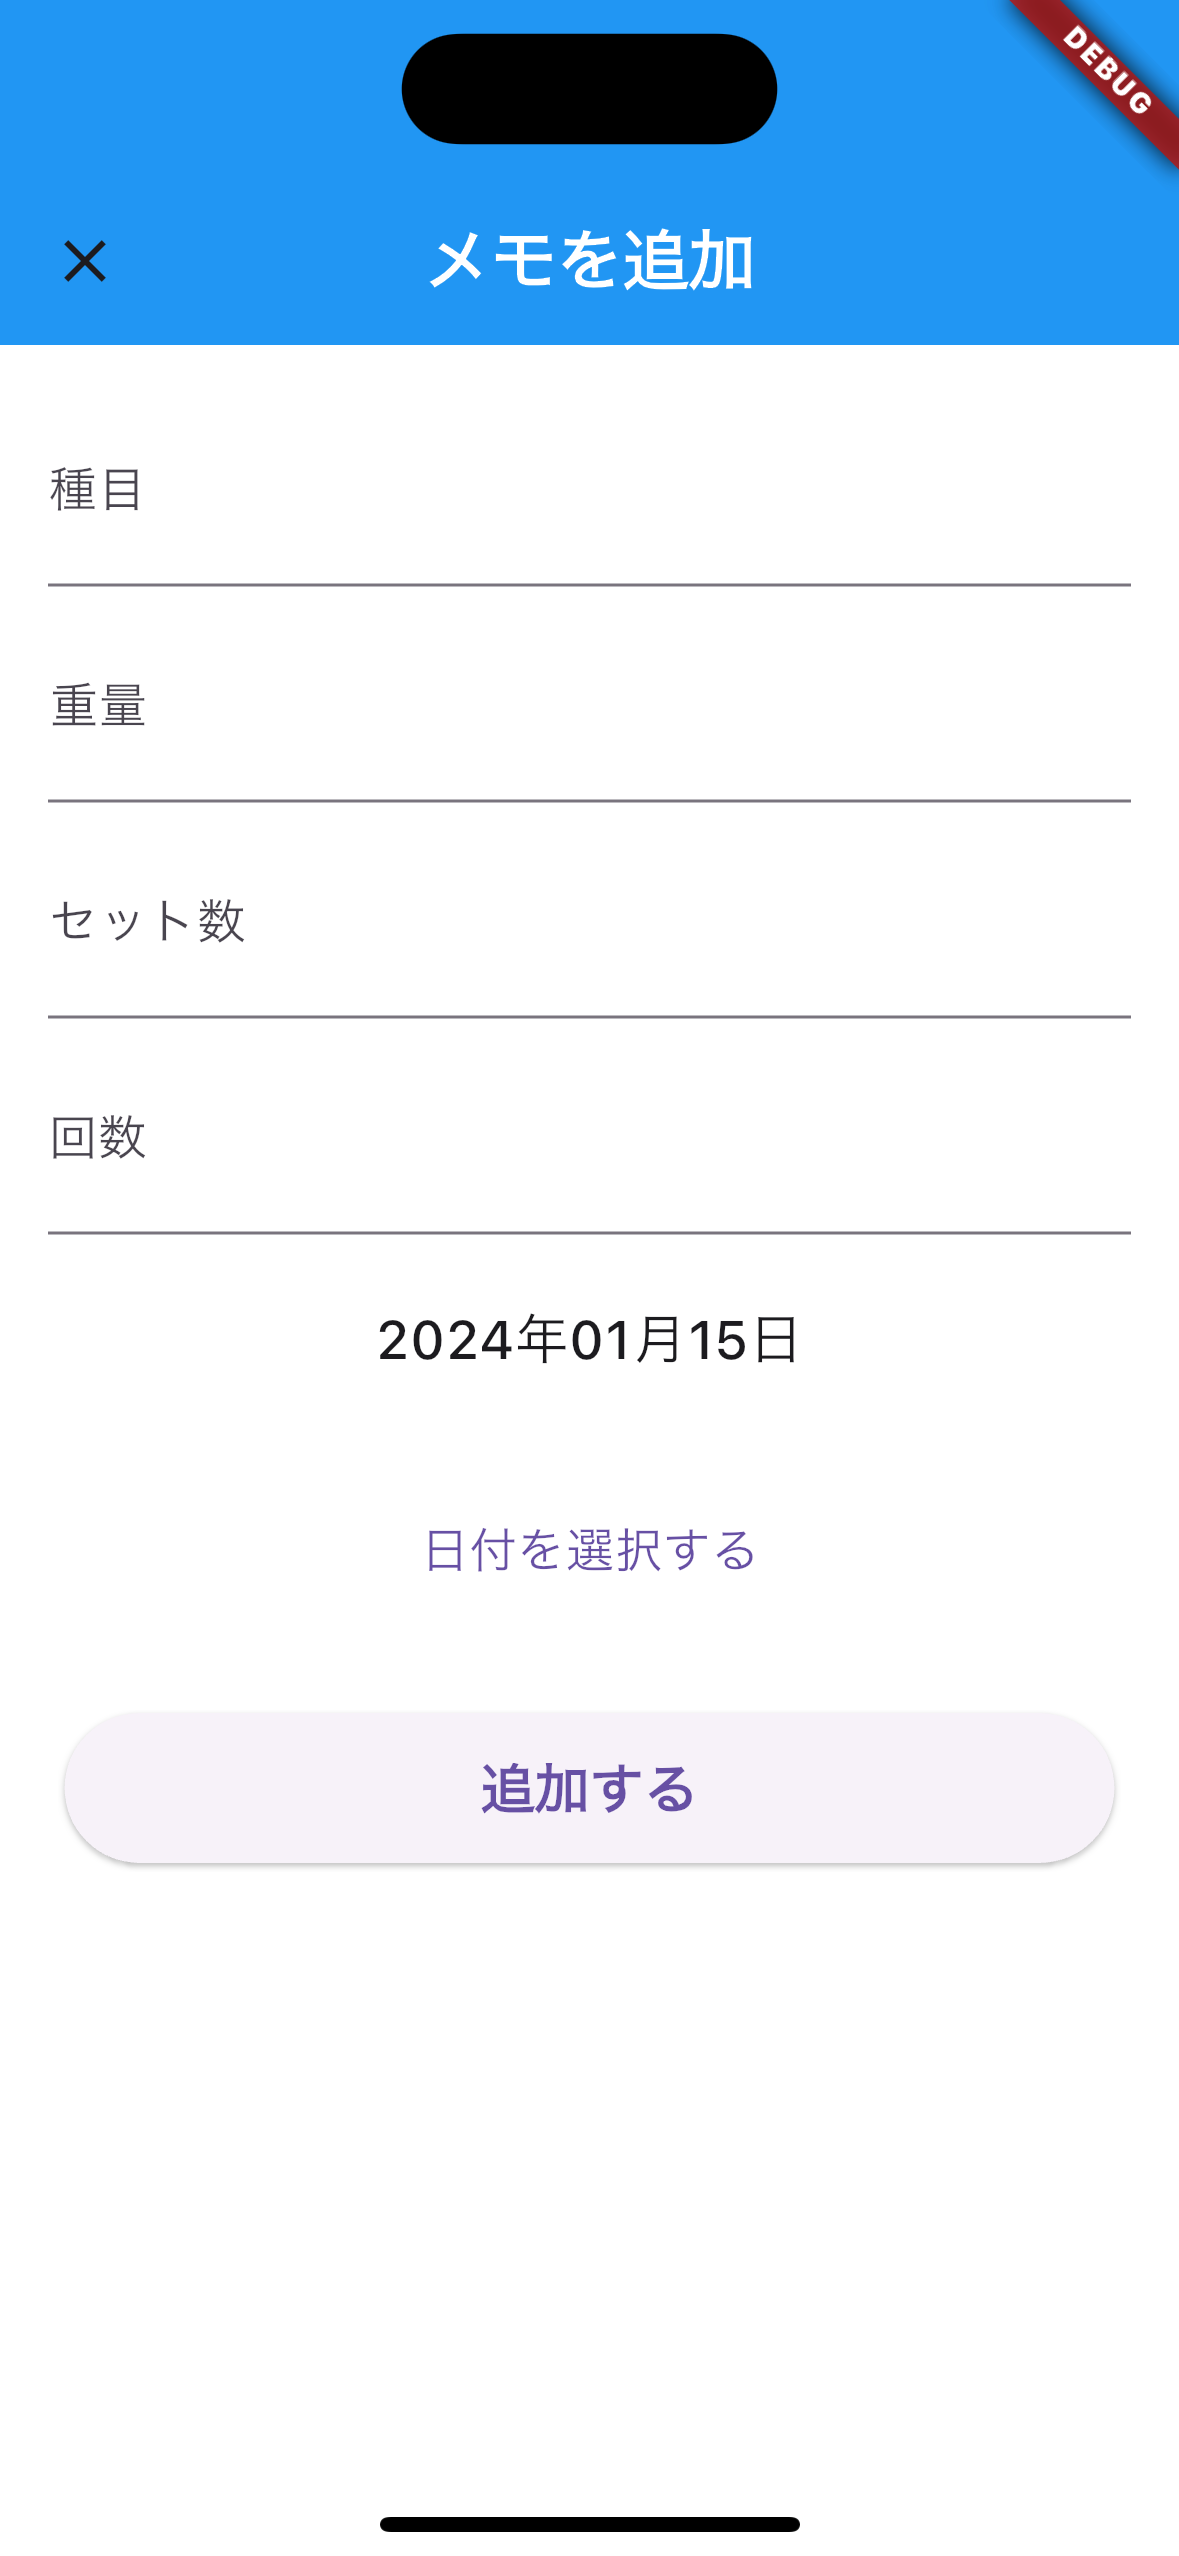 DEBUG
メモを追加
種目
重量
セット数
回数
2024年01月15日
日付を選択する
追加する